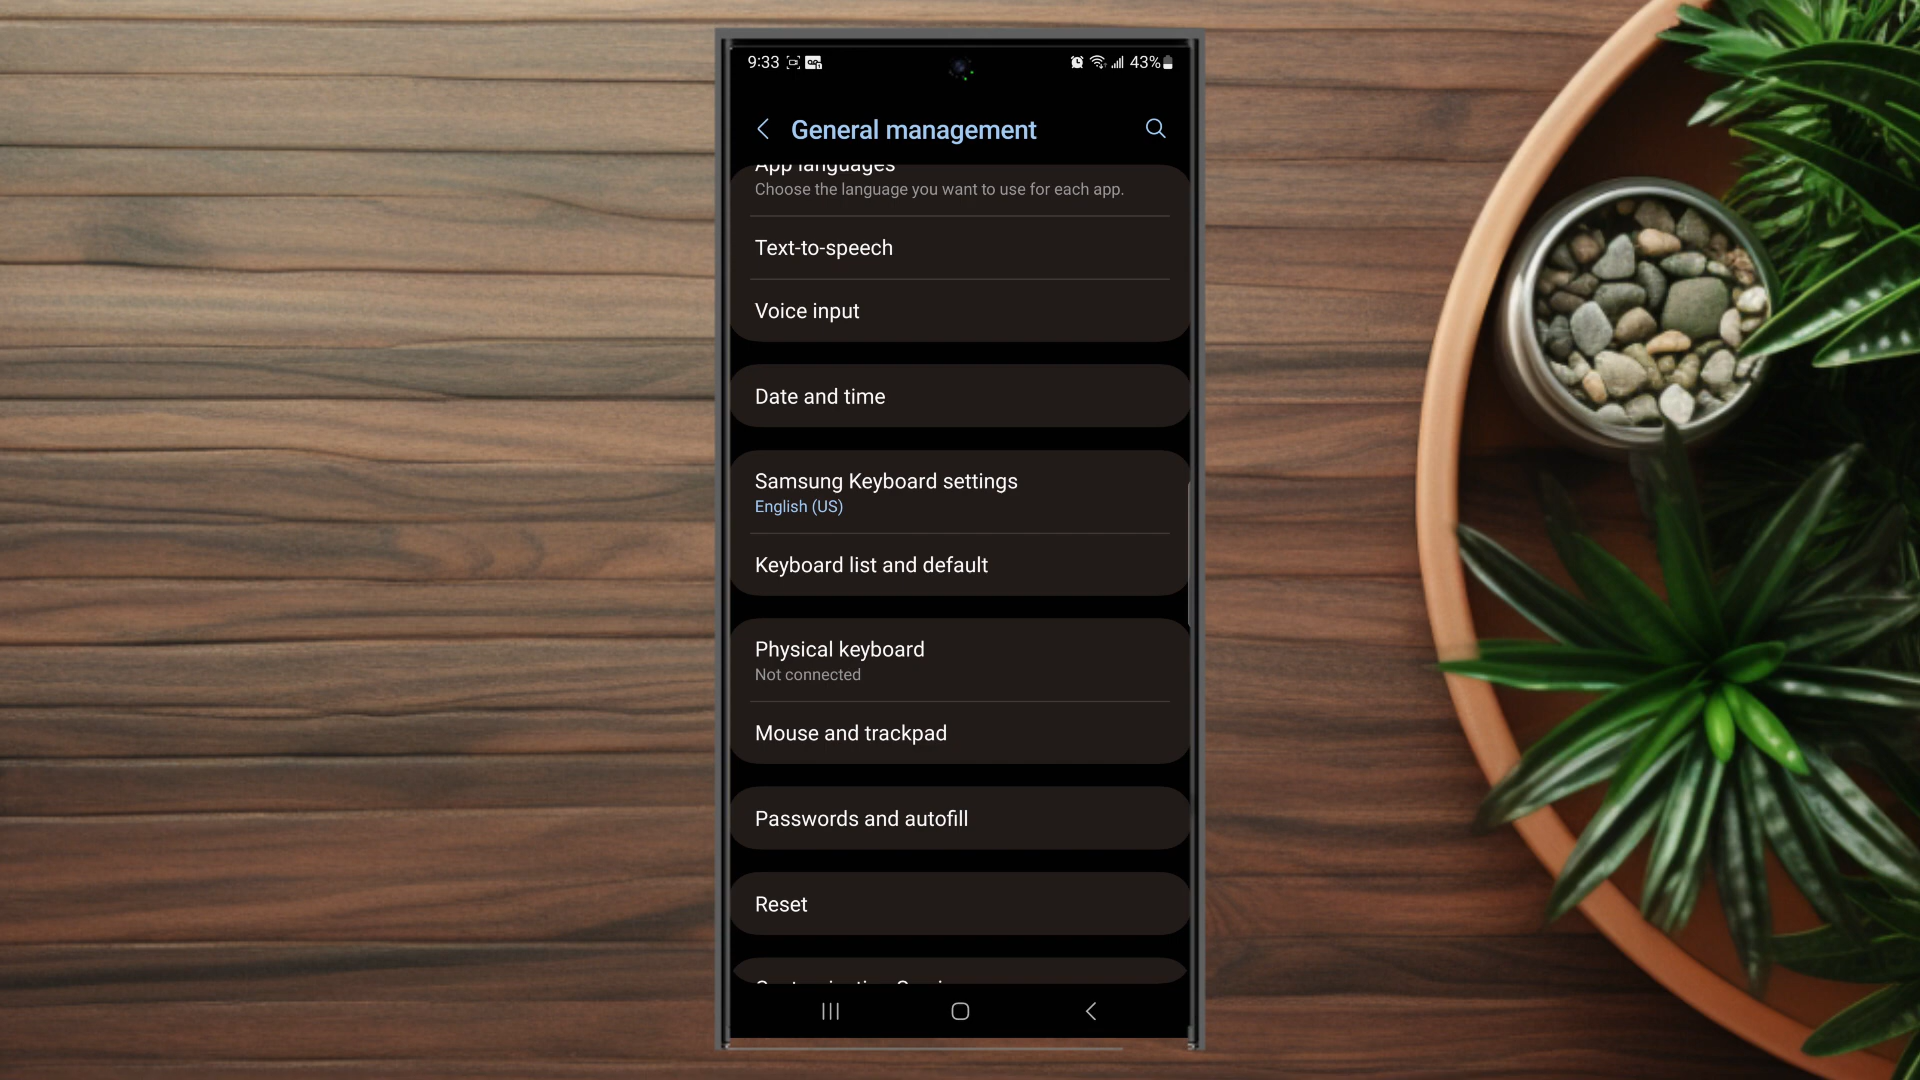 9:33
43%
General management
App languages
Choose the language you want to use for each app.
Text-to-speech
Voice input
Date and time
Samsung Keyboard settings
English (US)
Keyboard list and default
Physical keyboard
Not connected
Mouse and trackpad
Passwords and autofill
Reset